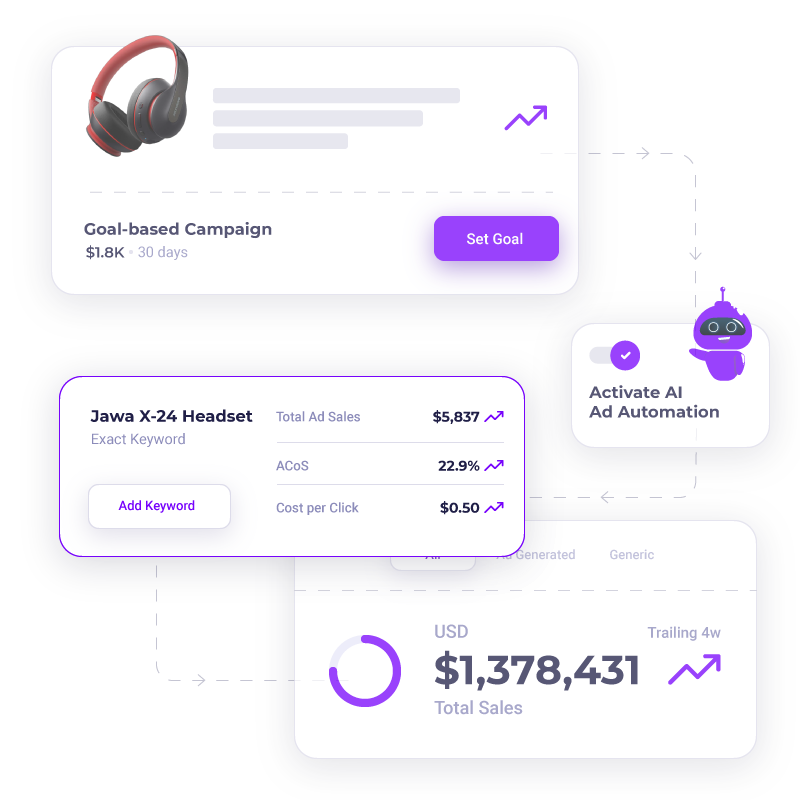 Goal-based Campaign
$1.8K • 30 days
Set Goal
Activate AI
Ad Automation
Jawa X-24 Headset
Exact Keyword
Add Keyword
Total Ad Sales $5,837
ACoS 22.9%
Cost per Click $0.50
Generated Generic
USD Trailing 4w
$1,378,431
Total Sales